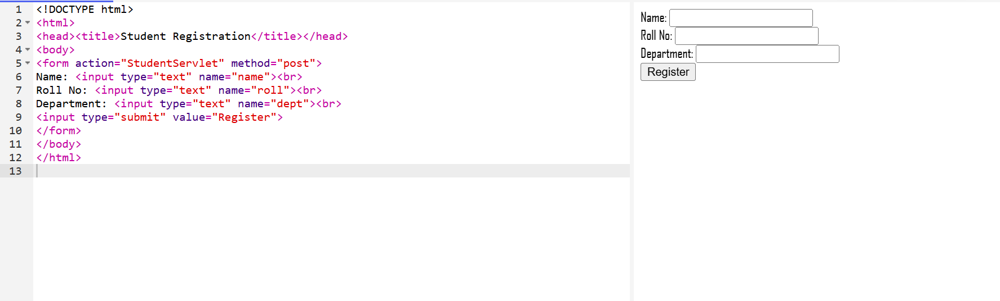 1 <!DOCTYPE html>
2 <html>
3 <head><title>Student Registration</title></head>
4 <body>
5 <form action="StudentServlet" method="post">
6 Name: <input type="text" name="name"><br>
7 Roll No: <input type="text" name="roll"><br>
8 Department: <input type="text" name="dept"><br>
9 <input type="submit" value="Register">
10 </form>
11 </body>
12 </html>
13
Name:
Roll No:
Department:
Register